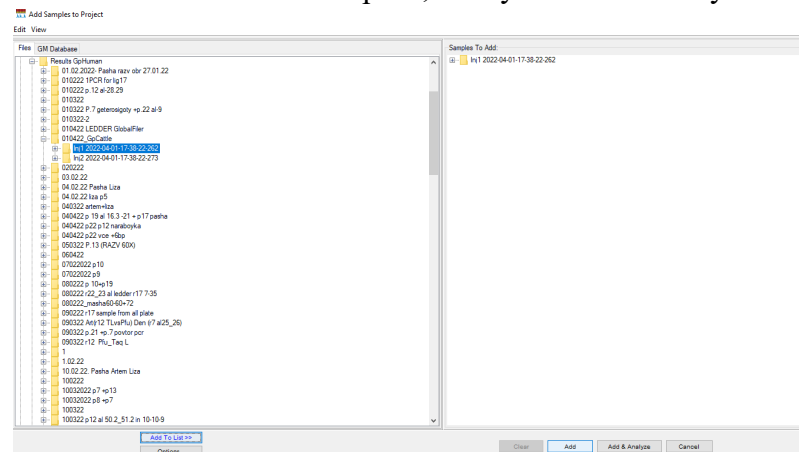 Add Samples to Project
Edit View
Files GM Database
Results GpHuman
01.02.2022- Pasha razv obr 27.01.22
010222 1PCR for lig17
010222 p.12 al-28.29
010322
010322 P.7 geterosigoty +p.22 al-9
010322-2
010422 LEDDER GlobalFiler
010422_GpCattle
Inj1 2022-04-01-17-38-22-262
Inj2 2022-04-01-17-38-22-273
020222
03.02.22
04.02.22 Pasha Liza
04.02.22 liza p5
040322 artem+liza
040422 p 19 al 16.3 -21 + p17 pasha
040422 p22 p12 naraboyka
040422 p22 vce +6bp
050322 P.13 (RAZV 60X)
060422
07022022 p10
07022022 p9
080222 p 10+p19
080222 r22_23 al ledder r17 7-35
080222_masha60-60+72
090222 r17 sample from all plate
090322 Art(r12 TLvsPfu) Den (r7 al25_26)
090322 p.21 +p.7 povtor pcr
090322 r12 Pfu_Taq L
1
1.02.22
10.02.22. Pasha Artem Liza
100222
10032022 p7 +p13
10032022 p8 +p7
100322
100322 p12 al 50.2_51.2 in 10-10-9
Add To List >>
Options
Samples To Add:
Inj1 2022-04-01-17-38-22-262
Clear Add Add & Analyze Cancel